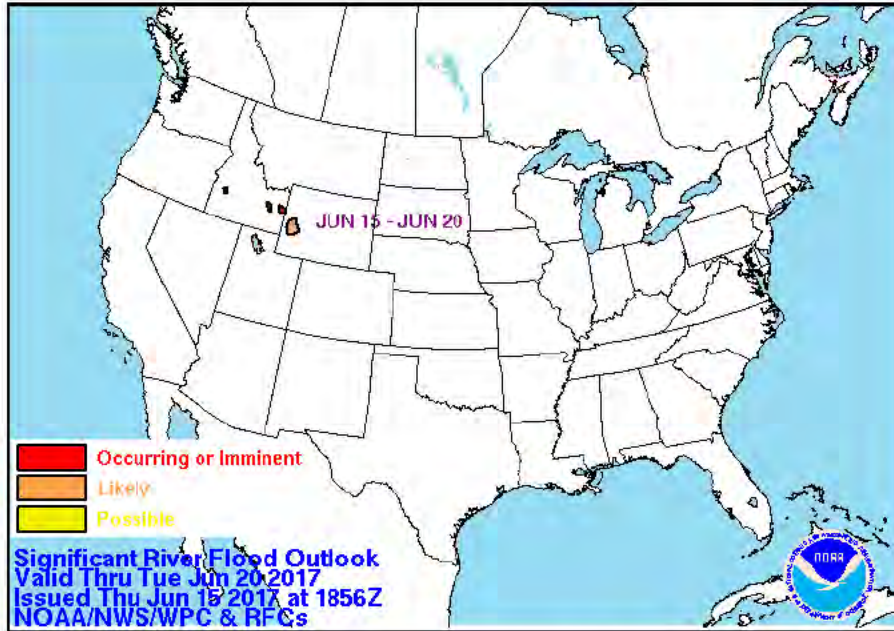 JUN 15 - JUN 20
Occurring or Imminent
Likely
Possible
Significant River Flood Outlook
Valid Thru Tue Jun 20 2017
Issued Thu Jun 15 2017 at 1856Z
NOAA/NWS/WPC & RFCs
NOAA